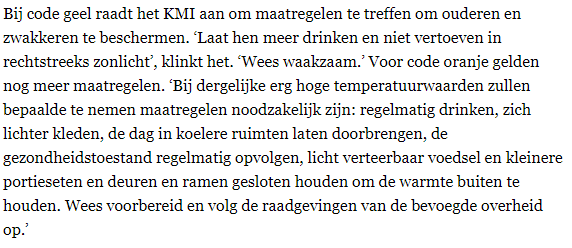 Bij code geel raadt het KMI aan om maatregelen te treffen om ouderen en
zwakkeren te beschermen. ‘Laat hen meer drinken en niet vertoeven in
rechtstreeks zonlicht’, klinkt het. ‘Wees waakzaam.’ Voor code oranje gelden
nog meer maatregelen. ‘Bij dergelijke erg hoge temperatuurwaarden zullen
bepaalde te nemen maatregelen noodzakelijk zijn: regelmatig drinken, zich
lichter kleden, de dag in koelere ruimten laten doorbrengen, de
gezondheidstoestand regelmatig opvolgen, licht verteerbaar voedsel en kleinere
portieseten en deuren en ramen gesloten houden om de warmte buiten te
houden. Wees voorbereid en volg de raadgevingen van de bevoegde overheid
op.’